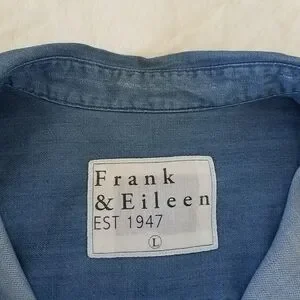 Frank
& Eileen
EST 1947
L